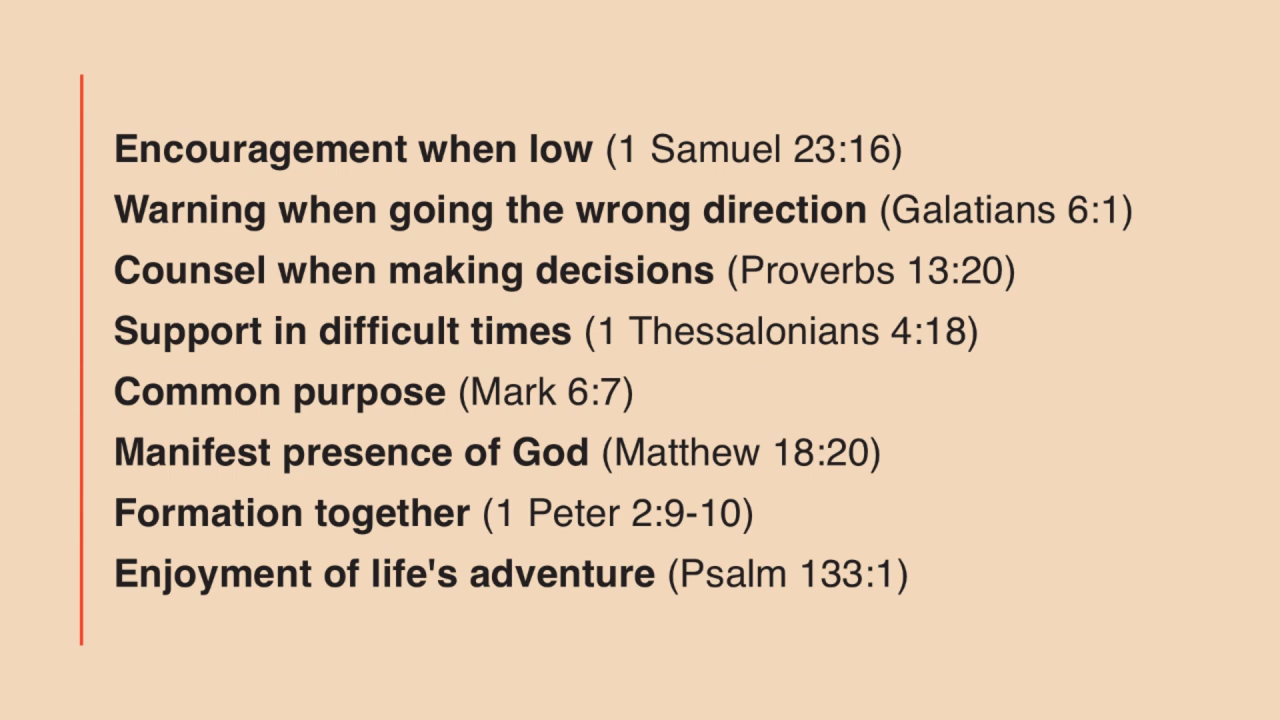 Encouragement when low (1 Samuel 23:16)
Warning when going the wrong direction (Galatians 6:1)
Counsel when making decisions (Proverbs 13:20)
Support in difficult times (1 Thessalonians 4:18)
Common purpose (Mark 6:7)
Manifest presence of God (Matthew 18:20)
Formation together (1 Peter 2:9-10)
Enjoyment of life's adventure (Psalm 133:1)